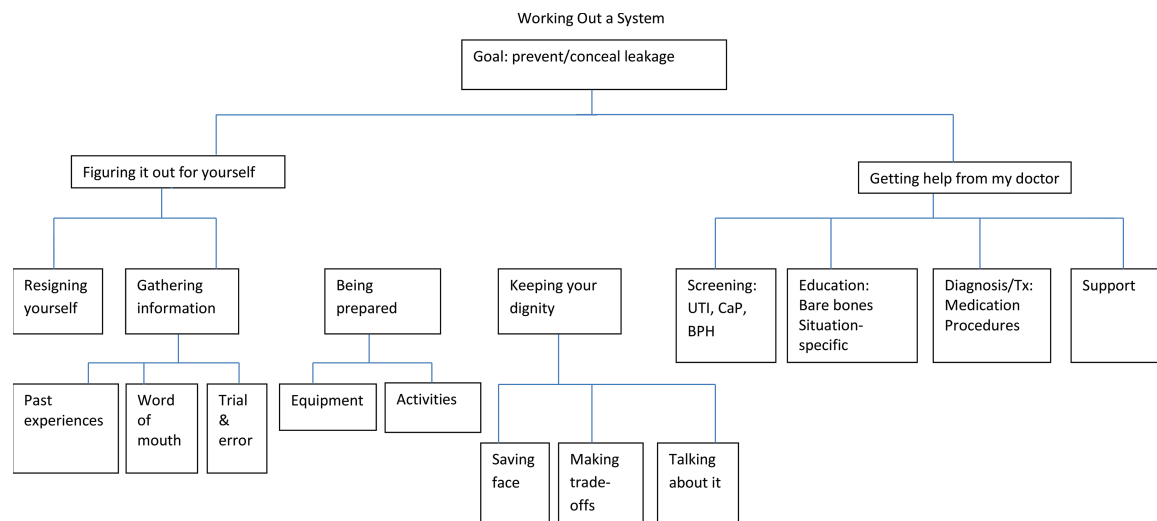 Working Out a System
Goal: prevent/conceal leakage
Figuring it out for yourself
Getting help from my doctor
Resigning
yourself
Gathering
information
Being
prepared
Keeping your
dignity
Screening:
UTI, CaP,
BPH
Education:
Bare bones
Situation-
specific
Diagnosis/Tx:
Medication
Procedures
Support
Past
experiences
Word
of
mouth
Trial
&
error
Equipment
Activities
Saving
face
Making
trade-
offs
Talking
about it